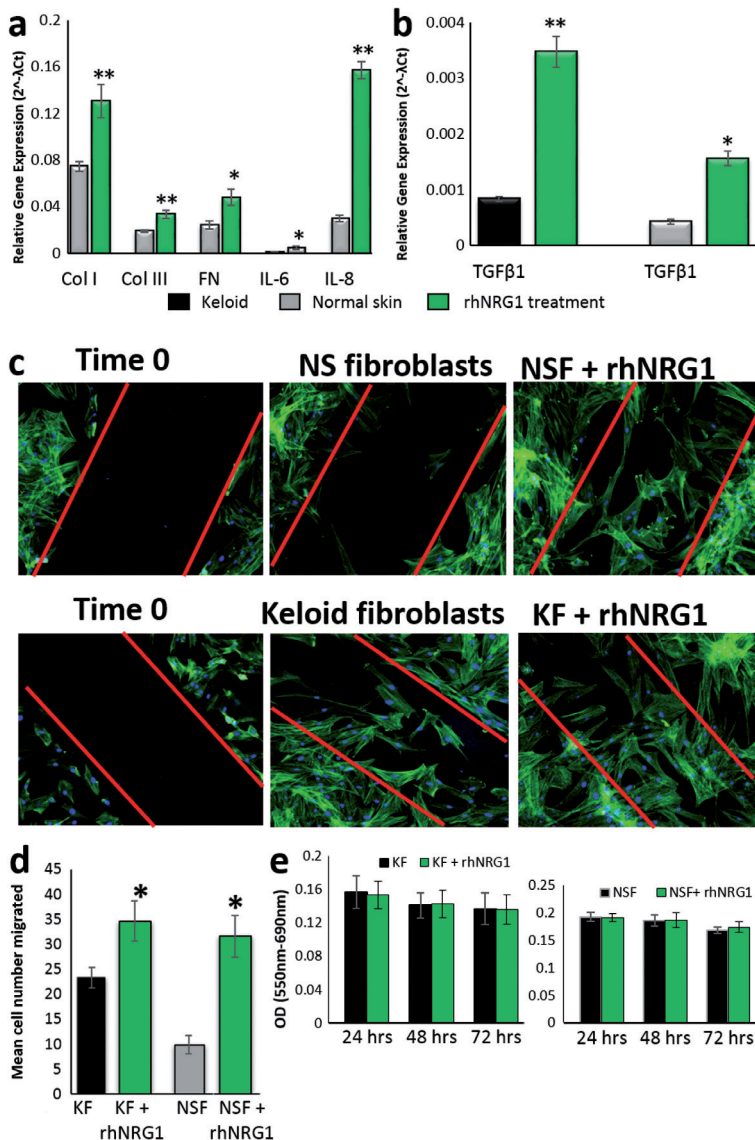 a
Relative Gene Expression (2^-λCt)
0.2
0.16
0.12
0.08
0.04
0
**
**
*
*
**
Col I
Col III
FN
IL-6
IL-8
b
Relative Gene Expression (2^-λCt)
0.004
0.003
0.002
0.001
0
**
*
TGFβ1
TGFβ1
Keloid
Normal skin
rhNRG1 treatment
c
Time 0
NS fibroblasts
NSF + rhNRG1
Time 0
Keloid fibroblasts
KF + rhNRG1
d
Mean cell number migrated
45
40
35
30
25
20
15
10
5
0
*
*
KF
KF +
rhNRG1
NSF
NSF +
rhNRG1
e
OD (550nm-690nm)
0.2
0.16
0.12
0.08
0.04
0
KF
KF + rhNRG1
24 hrs
48 hrs
72 hrs
0.25
0.2
0.15
0.1
0.05
0
NSF
NSF+ rhNRG1
24 hrs
48 hrs
72 hrs